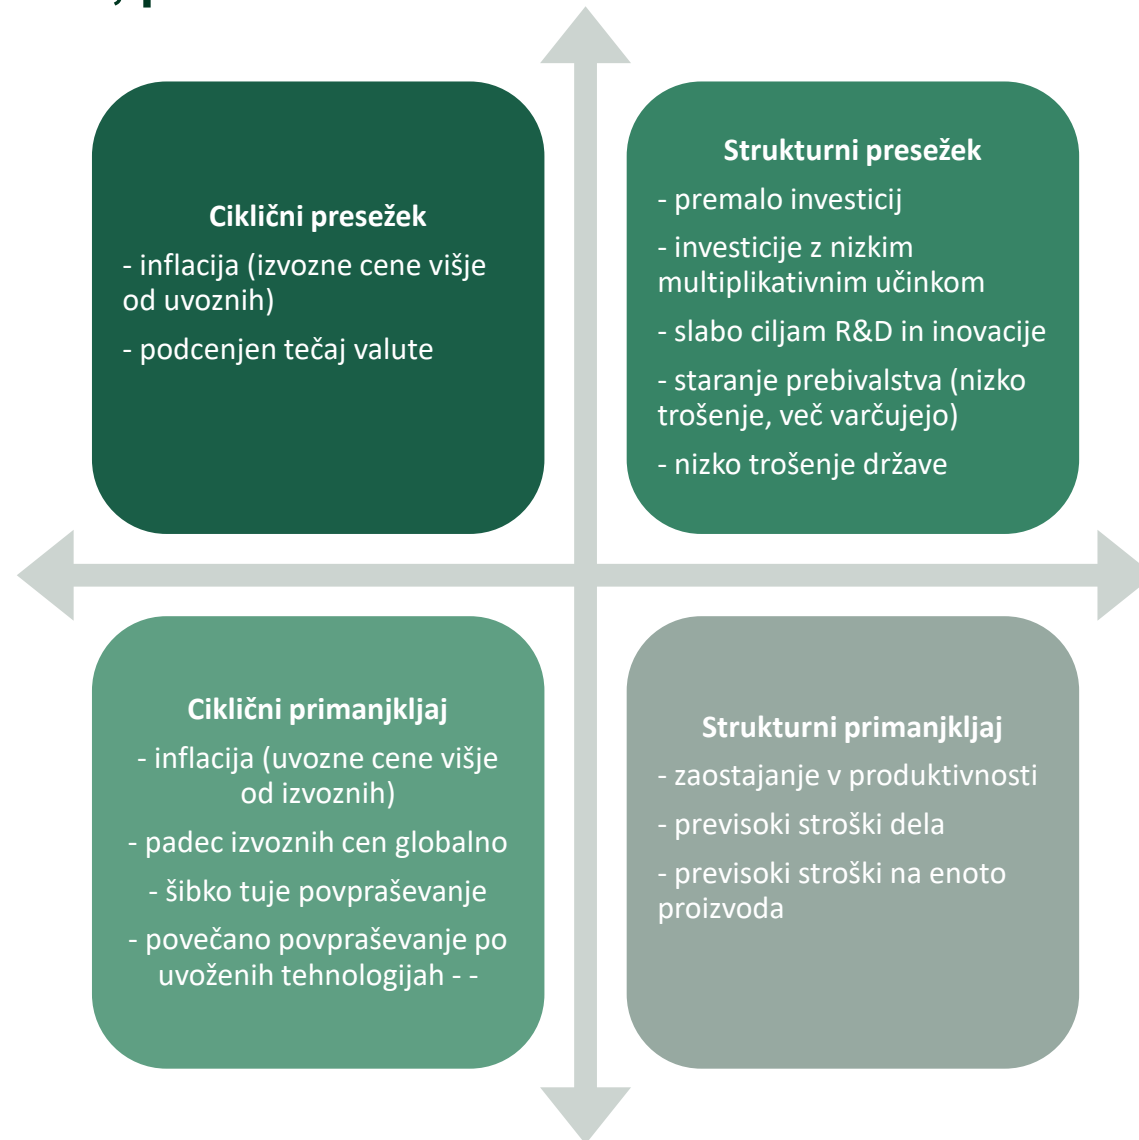 Ciklični presežek
- inflacija (izvozne cene višje
od uvoznih)
- podcenjen tečaj valute
Strukturni presežek
- premalo investicij
- investicije z nizkim
multiplikativnim učinkom
- slabo ciljam R&D in inovacije
- staranje prebivalstva (nizko
trošenje, več varčujejo)
- nizko trošenje države
Ciklični primanjkljaj
- inflacija (uvozne cene višje
od izvoznih)
- padec izvoznih cen globalno
- šibko tuje povpraševanje
- povečano povpraševanje po
uvoženih tehnologijah - -
Strukturni primanjkljaj
- zaostajanje v produktivnosti
- previsoki stroški dela
- previsoki stroški na enoto
proizvoda